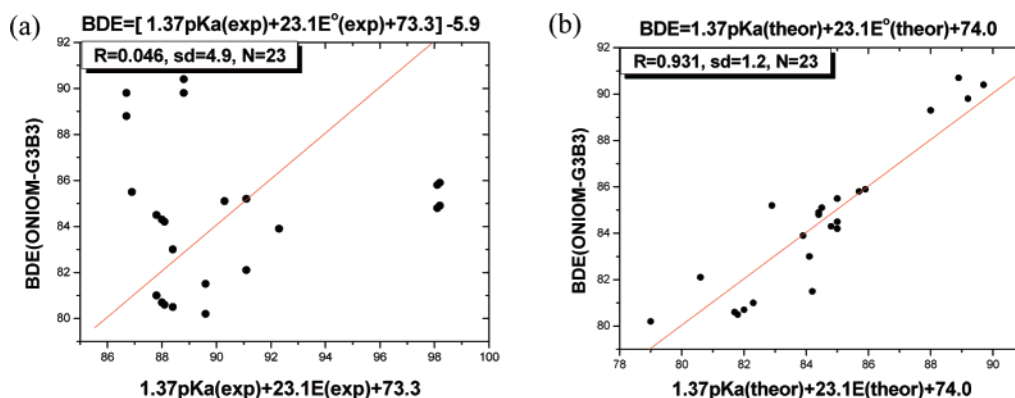 (a)
BDE=[ 1.37pKa(exp)+23.1Eº(exp)+73.3] -5.9
R=0.046, sd=4.9, N=23
BDE(ONIOM-G3B3)
92
90
88
86
84
82
80
86 88 90 92 94 96 98 100
1.37pKa(exp)+23.1E(exp)+73.3
(b)
BDE=1.37pKa(theor)+23.1Eº(theor)+74.0
R=0.931, sd=1.2, N=23
BDE(ONIOM-G3B3)
92
90
88
86
84
82
80
78 80 82 84 86 88 90
1.37pKa(theor)+23.1E(theor)+74.0